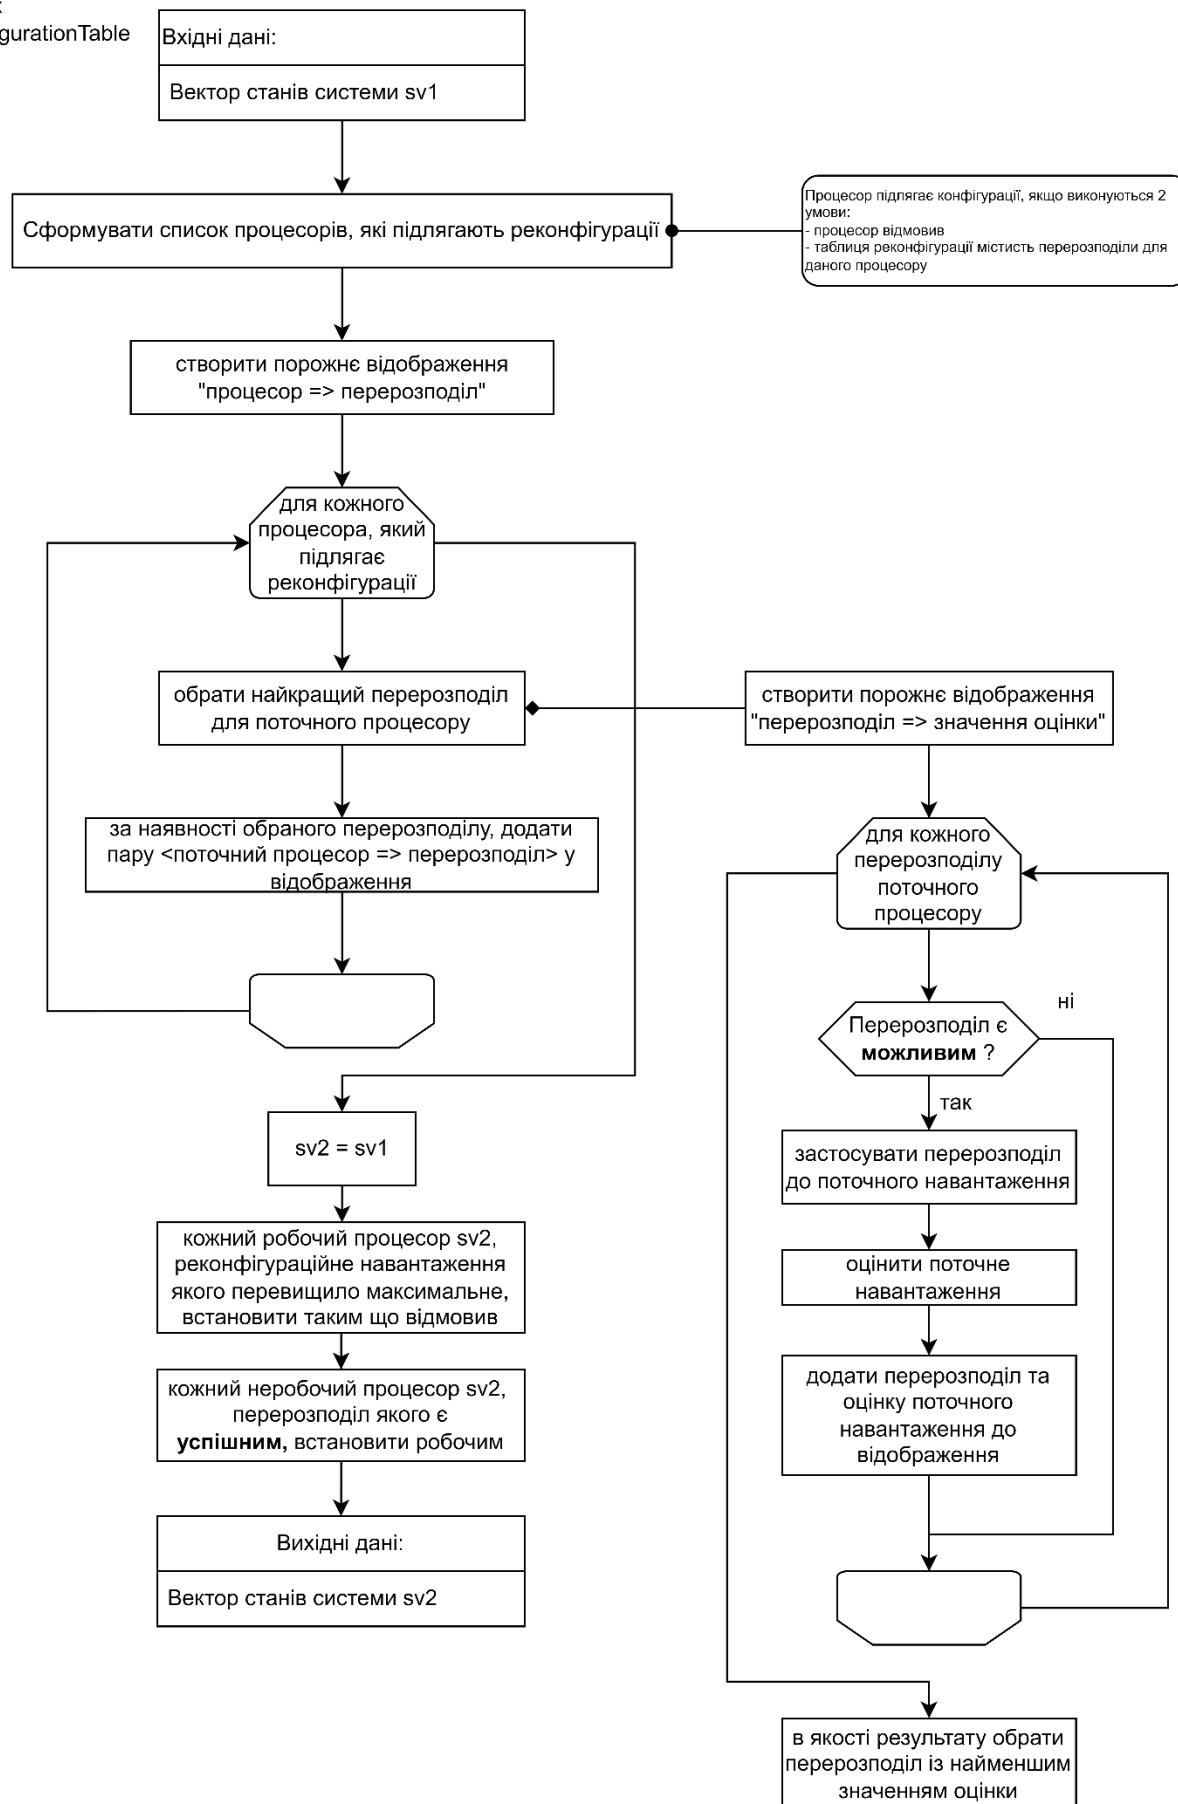 gurationTable
Вхідні дані:
Вектор станів системи sv1
Сформувати список процесорів, які підлягають реконфігурації
Процесор підлягає конфігурації, якщо виконуються 2
умови:
- процесор відмовив
- таблиця реконфігурації містисть перерозподіли для
даного процесору
створити порожнє відображення
"процесор => перерозподіл"
для кожного
процесора, який
підлягає
реконфігурації
обрати найкращий перерозподіл
для поточного процесору
за наявності обраного перерозподілу, додати
пару <поточний процесор => перерозподіл> у
відображення
sv2 = sv1
кожний робочий процесор sv2,
реконфігураційне навантаження
якого перевищило максимальне,
встановити таким що відмовив
кожний неробочий процесор sv2,
перерозподіл якого є
успішним, встановити робочим
Вихідні дані:
Вектор станів системи sv2
створити порожнє відображення
"перерозподіл => значення оцінки"
для кожного
перерозподілу
поточного
процесору
Перерозподіл є
можливим ?
ні
так
застосувати перерозподіл
до поточного навантаження
оцінити поточне
навантаження
додати перерозподіл та
оцінку поточного
навантаження до
відображення
в якості результату обрати
перерозподіл із найменшим
значенням оцінки